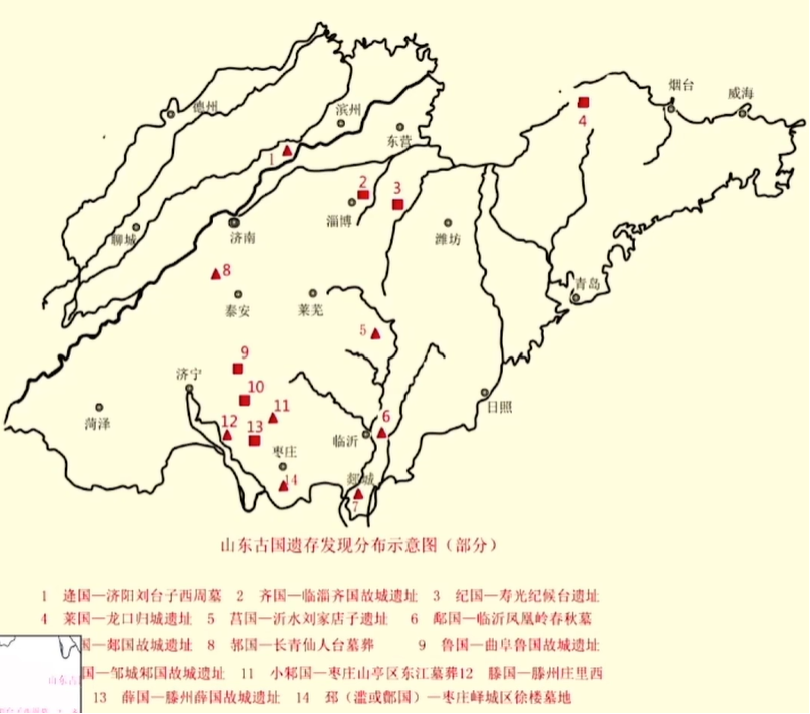 德州
滨州
东营
烟台
威海
4
1
2
3
淄博
潍坊
聊城
济南
8
泰安
莱芜
青岛
5
9
济宁
10
菏泽
11
12
13
6
日照
枣庄
临沂
14
郯城
7
山东古国遗存发现分布示意图（部分）
1 逄国—济阳刘台子西周墓 2 齐国—临淄齐国故城遗址 3 纪国—寿光纪候台遗址
4 莱国—龙口归城遗址 5 莒国—沂水刘家店子遗址 6 鄅国—临沂凤凰岭春秋墓
国—郯国故城遗址 8 邿国—长青仙人台墓葬 9 鲁国—曲阜鲁国故城遗址
国—邹城邾国故城遗址 11 小邾国—枣庄山亭区东江墓葬12 滕国—滕州庄里西
13 薛国—滕州薛国故城遗址 14 郳（滥或鄫国）—枣庄峄城区徐楼墓地
山东古